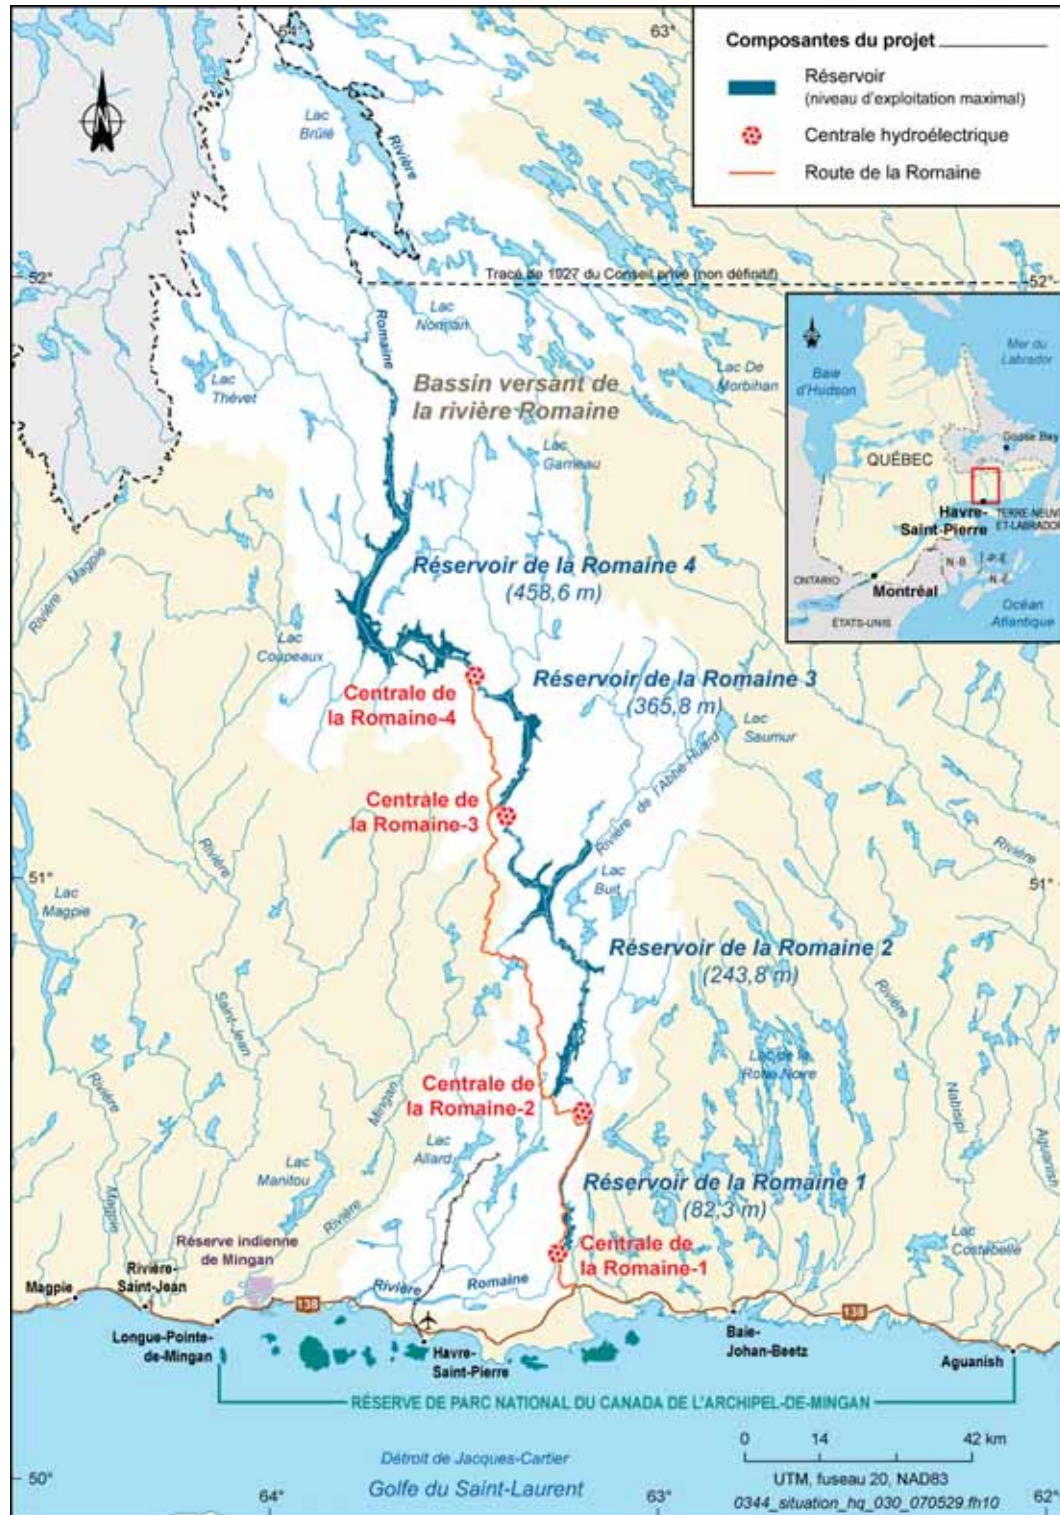 64°
63°
Composantes du projet
Réservoir
(niveau d'exploitation maximal)
Centrale hydroélectrique
Route de la Romaine
Lac
Brûlé
Rivière
52°
Tracé de 1927 du Conseil privé (non définitif)
52°
Romaine
Lac
Norman
Lac
Thévet
Bassin versant de
la rivière Romaine
Lac De
Morbihan
Lac
Garneau
Baie
d'Hudson
Mer du
Labrador
Goose Bay
QUÉBEC
Havre-
Saint-Pierre
TERRE-NEUVE
ET-LABRADOR
N.-B.
Î.-P.-É.
N.-É.
ONTARIO
Montréal
ÉTATS-UNIS
Océan
Atlantique
Rivière Magpie
Réservoir de la Romaine 4
(458,6 m)
Lac
Coupeaux
Centrale de
la Romaine-4
Réservoir de la Romaine 3
(365,8 m)
Lac
Saumur
Rivière de l'Abbé-Huard
Centrale de
la Romaine-3
Rivière
Rivière
51°
51°
Lac
Magpie
Lac
Buit
Réservoir de la Romaine 2
(243,8 m)
Rivière
Saint-Jean
Lac de la
Robe Noire
Rivière
Mingan
Centrale de
la Romaine-2
Nabisipi
Aguanish
Lac
Allard
Lac
Manitou
Réservoir de la Romaine 1
(82,3 m)
Magpie
Rivière
Réserve indienne
de Mingan
Centrale de
la Romaine-1
Lac
Costebelle
Rivière-
Saint-Jean
Magpie
Rivière
Romaine
138
138
Longue-Pointe-
de-Mingan
Havre-
Saint-Pierre
Baie-
Johan-Beetz
Aguanish
RÉSERVE DE PARC NATIONAL DU CANADA DE L'ARCHIPEL-DE-MINGAN
Détroit de Jacques-Cartier
Golfe du Saint-Laurent
0 14 42 km
UTM, fuseau 20, NAD83
0344_situation_hq_030_070529.fh10
50°
64°
63°
62°